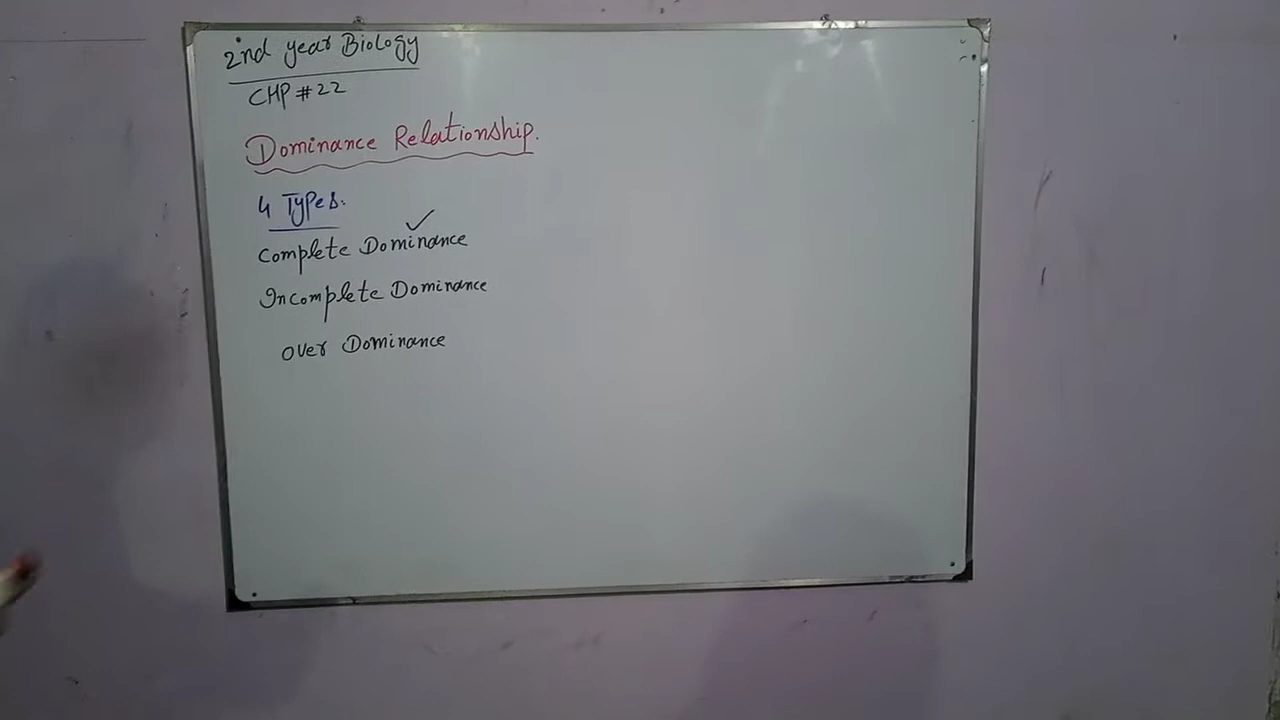 2nd year Biology
CHP #22
Dominance Relationship.
4 Types:
Complete Dominance
Incomplete Dominance
Over Dominance